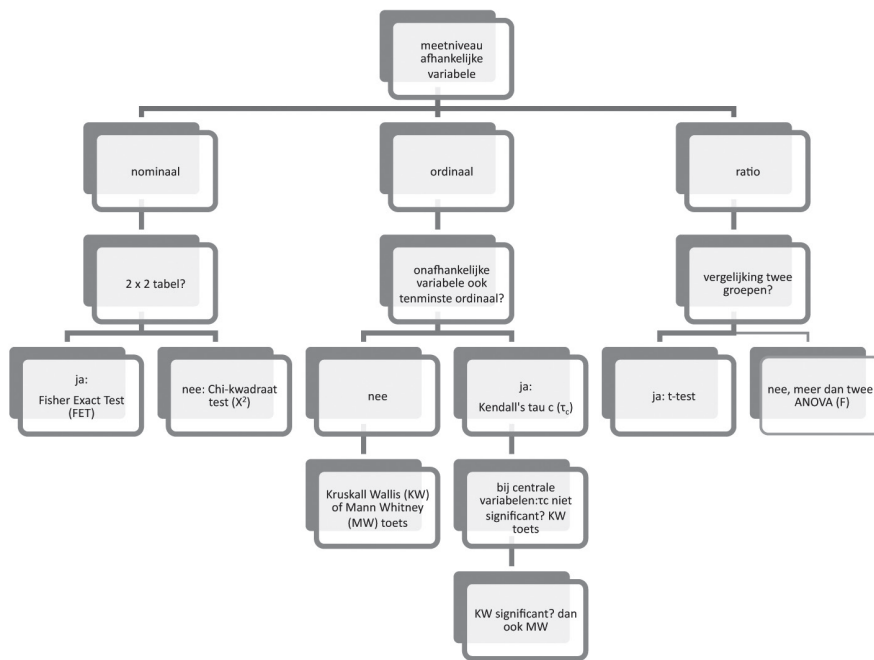 meetniveau
afhankelijke
variabele
nominaal
ordinaal
ratio
2 x 2 tabel?
onafhankelijke
variabele ook
tenminste ordinaal?
vergelijking twee
groepen?
ja:
Fisher Exact Test
(FET)
nee: Chi-kwadraat
test (X²)
nee
ja:
Kendall's tau c (τc)
ja: t-test
nee, meer dan twee
ANOVA (F)
Kruskall Wallis (KW)
of Mann Whitney
(MW) toets
bij centrale
variabelen:τc niet
significant? KW
toets
KW significant? dan
ook MW